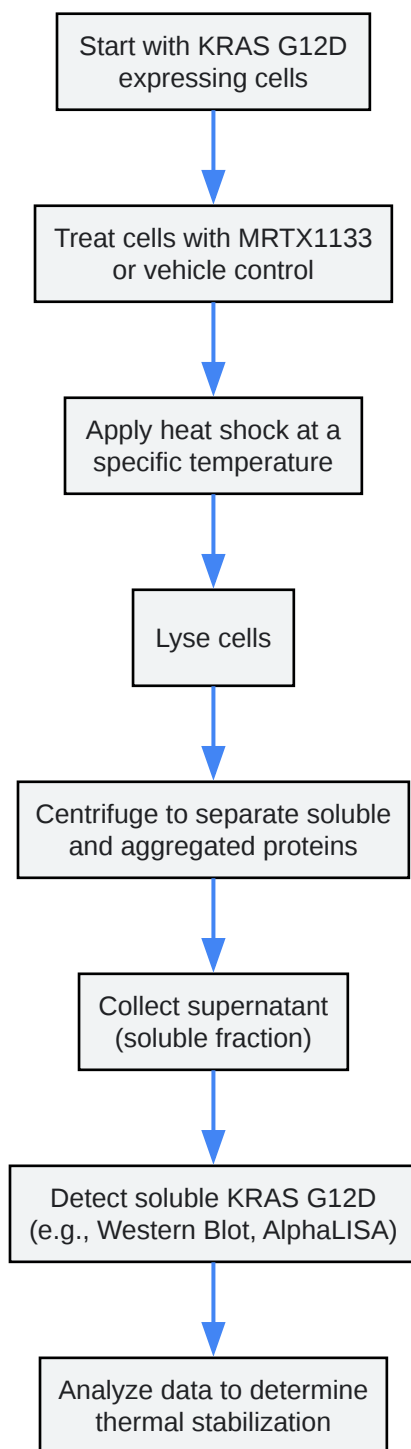 Start with KRAS G12D
expressing cells
Treat cells with MRTX1133
or vehicle control
Apply heat shock at a
specific temperature
Lyse cells
Centrifuge to separate soluble
and aggregated proteins
Collect supernatant
(soluble fraction)
Detect soluble KRAS G12D
(e.g., Western Blot, AlphaLISA)
Analyze data to determine
thermal stabilization